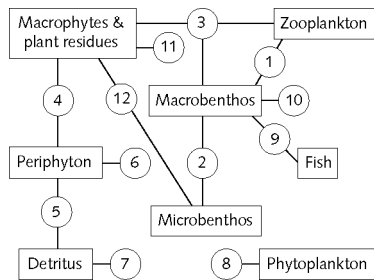 Macrophytes &
plant residues
3
Zooplankton
11
1
4
12
Macrobenthos
10
9
Periphyton
6
2
Fish
5
Microbenthos
Detritus
7
8
Phytoplankton